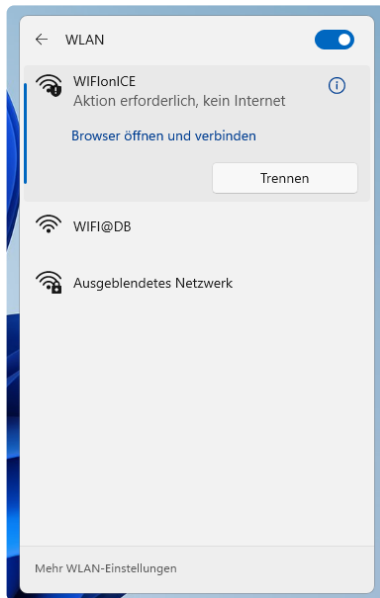 WLAN
WIFIonICE
Aktion erforderlich, kein Internet
Browser öffnen und verbinden
Trennen
WIFI@DB
Ausgeblendetes Netzwerk
Mehr WLAN-Einstellungen